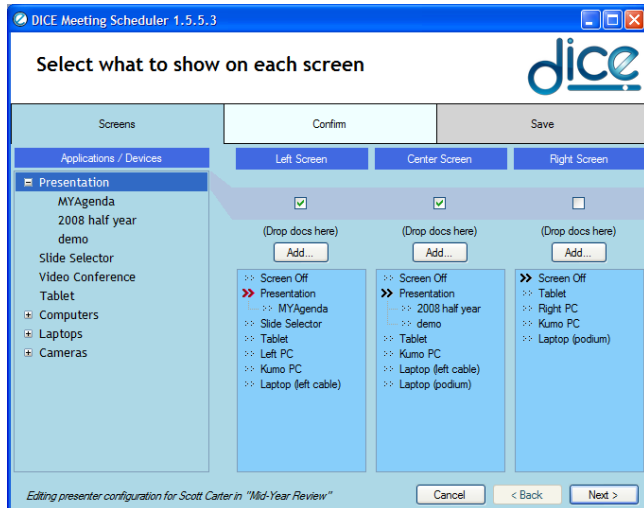 DICE Meeting Scheduler 1.5.5.3
Select what to show on each screen
dice
Screens
Confirm
Save
Applications / Devices
Presentation
MYAgenda
2008 half year
demo
Slide Selector
Video Conference
Tablet
Computers
Laptops
Cameras
Left Screen
(Drop docs here)
Add...
Screen Off
Presentation
MYAgenda
Slide Selector
Tablet
Left PC
Kumo PC
Laptop (left cable)
Center Screen
(Drop docs here)
Add...
Screen Off
Presentation
2008 half year
demo
Tablet
Kumo PC
Laptop (left cable)
Laptop (podium)
Right Screen
(Drop docs here)
Add...
Screen Off
Tablet
Right PC
Kumo PC
Laptop (podium)
Editing presenter configuration for Scott Carter in "Mid-Year Review"
Cancel
< Back
Next >